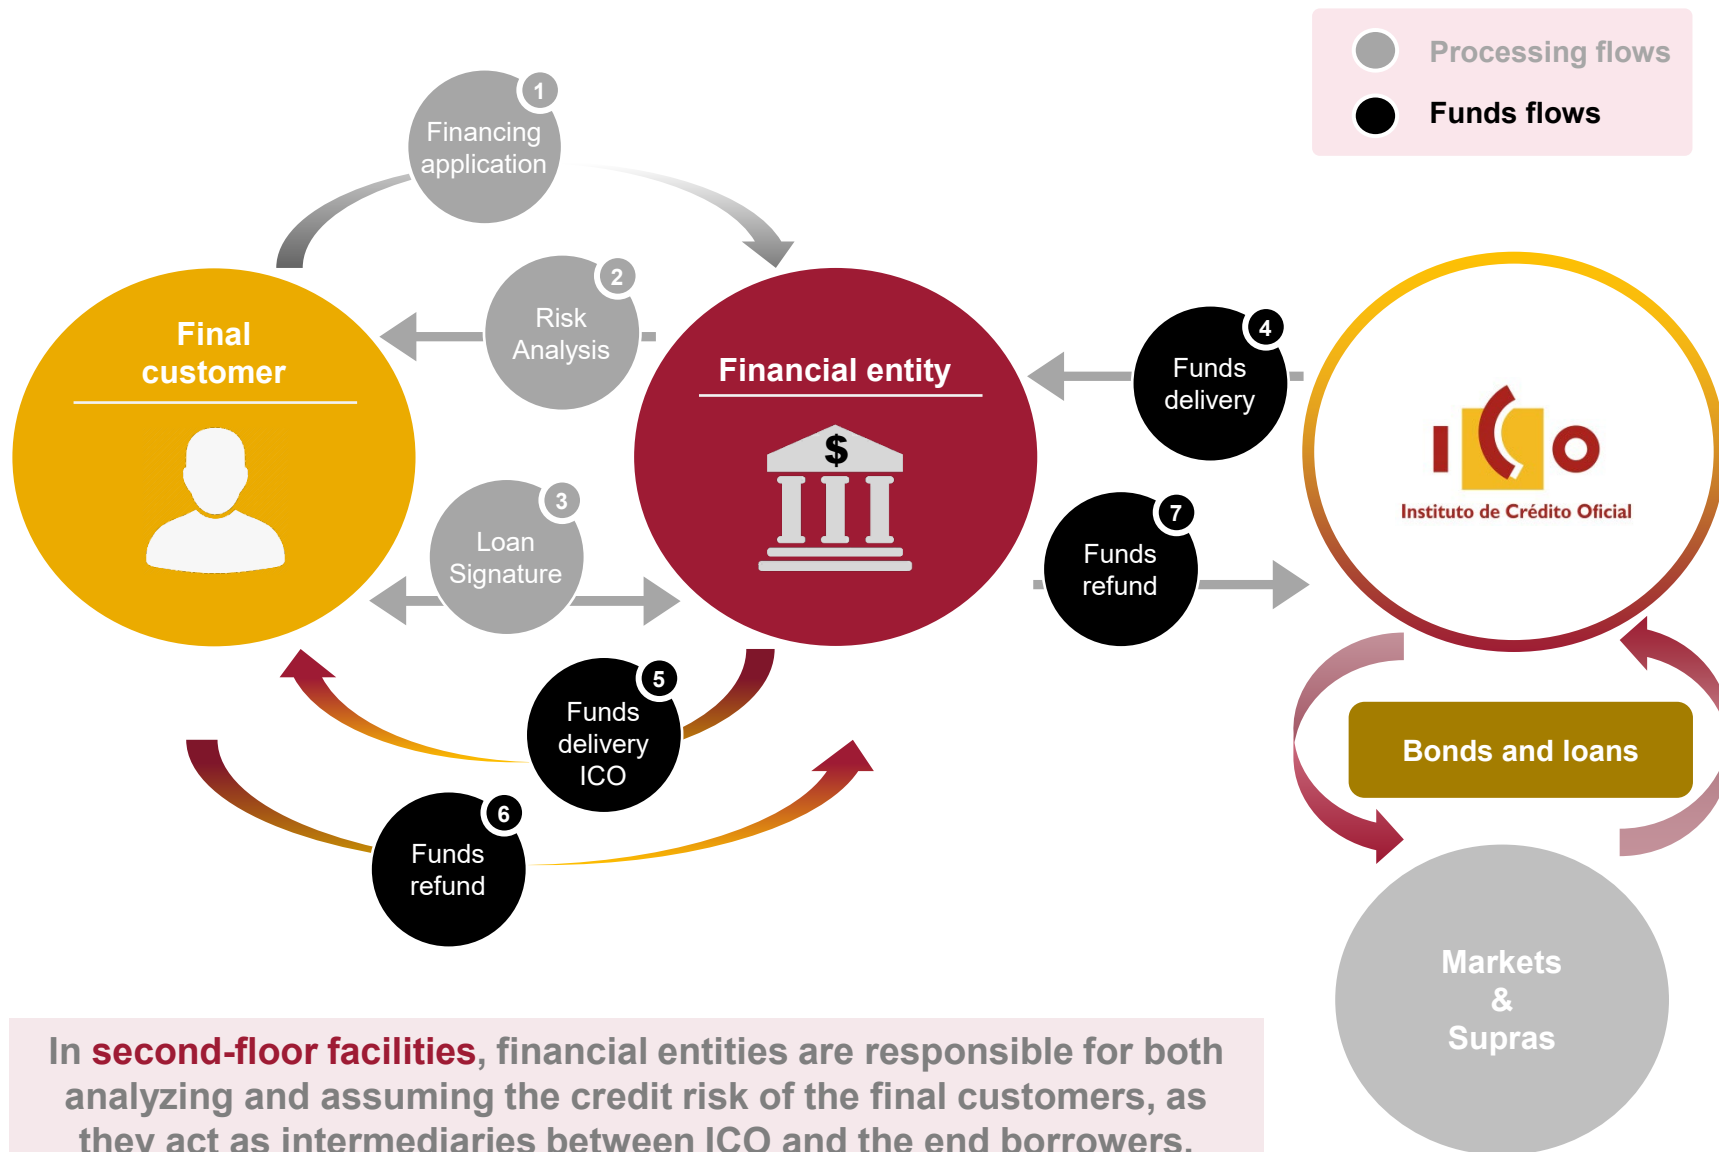 Processing flows
Funds flows
1
Financing
application
2
Risk
Analysis
3
Loan
Signature
Final
customer
Financial entity
$
4
Funds
delivery
7
Funds
refund
ICO
Instituto de Crédito Oficial
5
Funds
delivery
ICO
6
Funds
refund
Bonds and loans
Markets
&
Supras
In second-floor facilities, financial entities are responsible for both
analyzing and assuming the credit risk of the final customers, as
they act as intermediaries between ICO and the end borrowers.